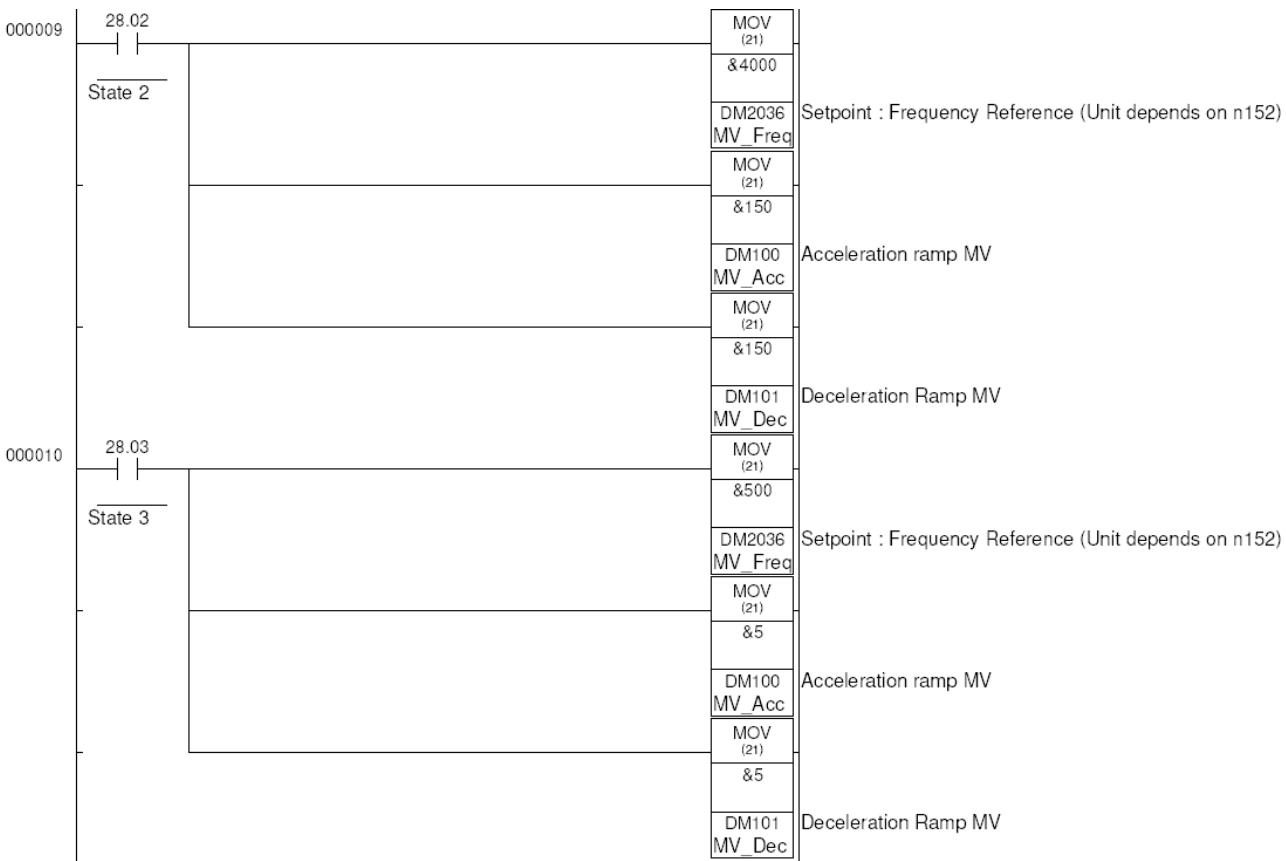 000009
28.02
State 2
MOV
(21)
&4000
DM2036
MV_Freq
Setpoint : Frequency Reference (Unit depends on n152)
MOV
(21)
&150
DM100
MV_Acc
Acceleration ramp MV
MOV
(21)
&150
DM101
MV_Dec
Deceleration Ramp MV
000010
28.03
State 3
MOV
(21)
&500
DM2036
MV_Freq
Setpoint : Frequency Reference (Unit depends on n152)
MOV
(21)
&5
DM100
MV_Acc
Acceleration ramp MV
MOV
(21)
&5
DM101
MV_Dec
Deceleration Ramp MV